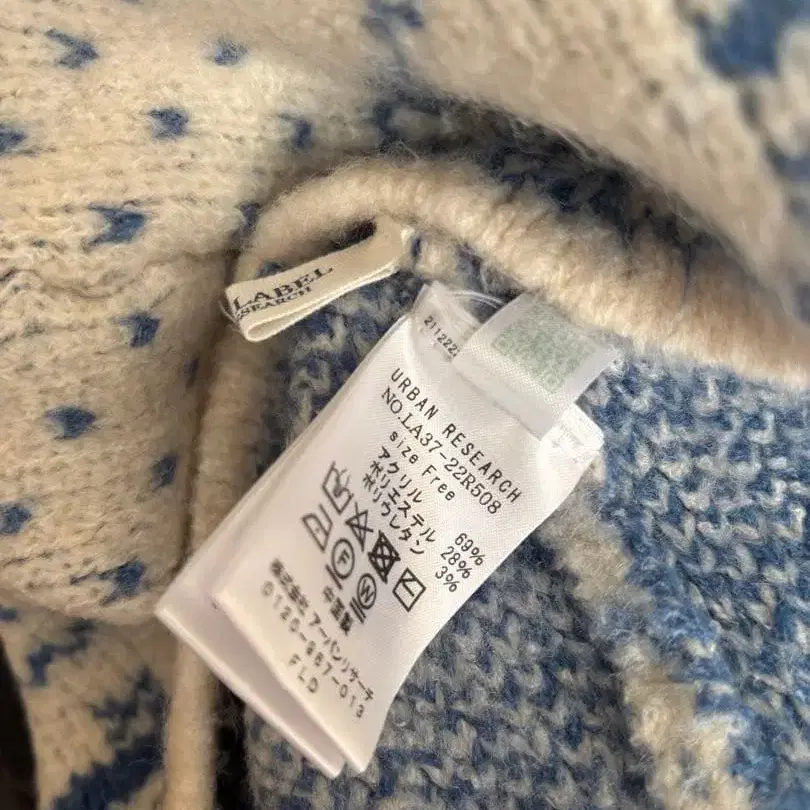 LABEL
RESEARCH
URBAN RESEARCH
NO.LA37-22R508
size Free
アクリル 69%
ポリエステル 28%
ポリウレタン 3%
F W
中国製
株式会社 アーバンリサーチ
0120-987-013
FLD